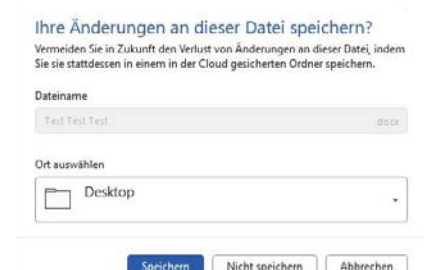 Ihre Änderungen an dieser Datei speichern?
Vermeiden Sie in Zukunft den Verlust von Änderungen an dieser Datei, indem
Sie sie stattdessen in einem in der Cloud gesicherten Ordner speichern.
Dateiname
Test Test Test .docx
Ort auswählen
Desktop
Speichern Nicht speichern Abbrechen